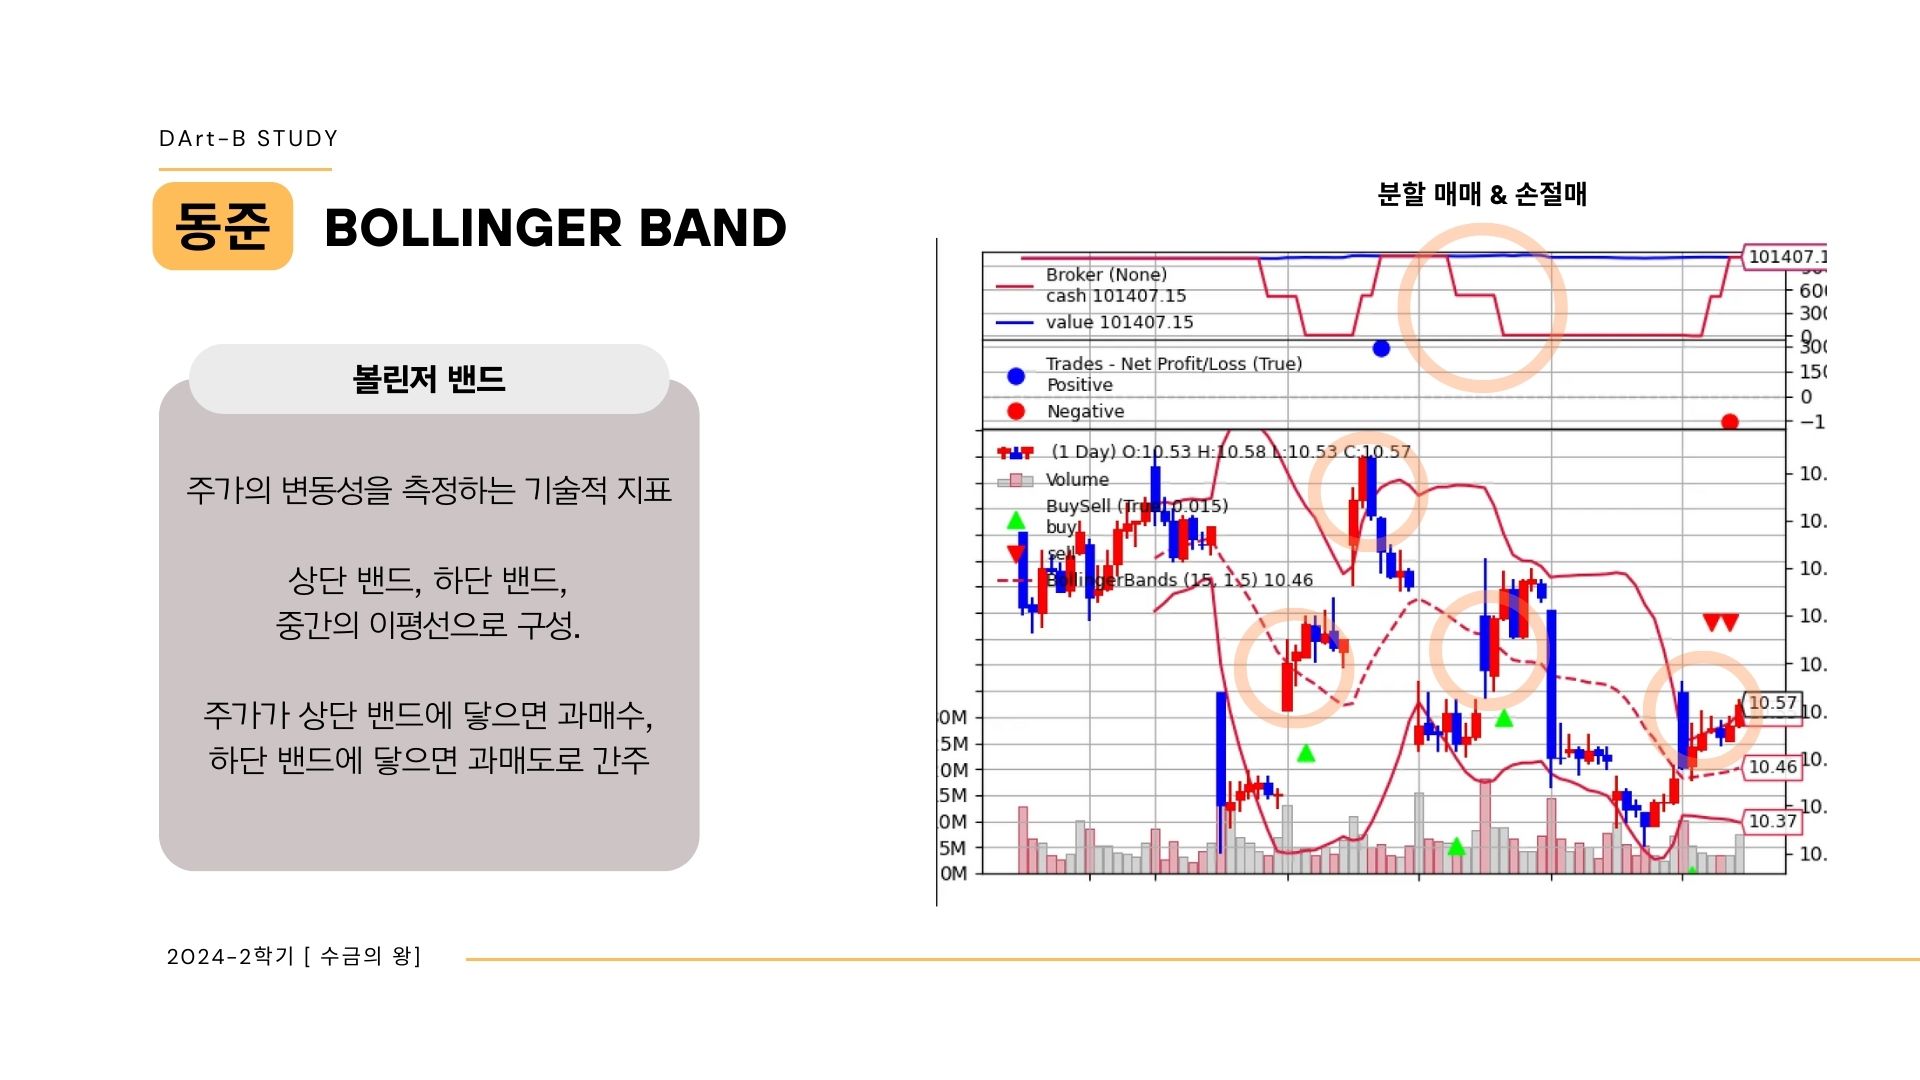 DArt-B STUDY
동준
BOLLINGER BAND
볼린저 밴드
주가의 변동성을 측정하는 기술적 지표
상단 밴드, 하단 밴드,
중간의 이평선으로 구성.
주가가 상단 밴드에 닿으면 과매수,
하단 밴드에 닿으면 과매도로 간주
분할 매매 & 손절매
Broker (None)
cash 101407.15
value 101407.15
101407.1
600
300
0
Trades - Net Profit/Loss (True)
Positive
Negative
300
150
0
−1
(1 Day) O:10.53 H:10.58 L:10.53 C:10.57
Volume
BuySell (True, 0.015)
buy
sell
BollingerBands (15, 1.5) 10.46
10.
10.
10.
10.
10.
10.57
10.
10.46
10.
10.37
10.
0M
5M
0M
5M
0M
5M
0M
2024-2학기 [ 수금의 왕]